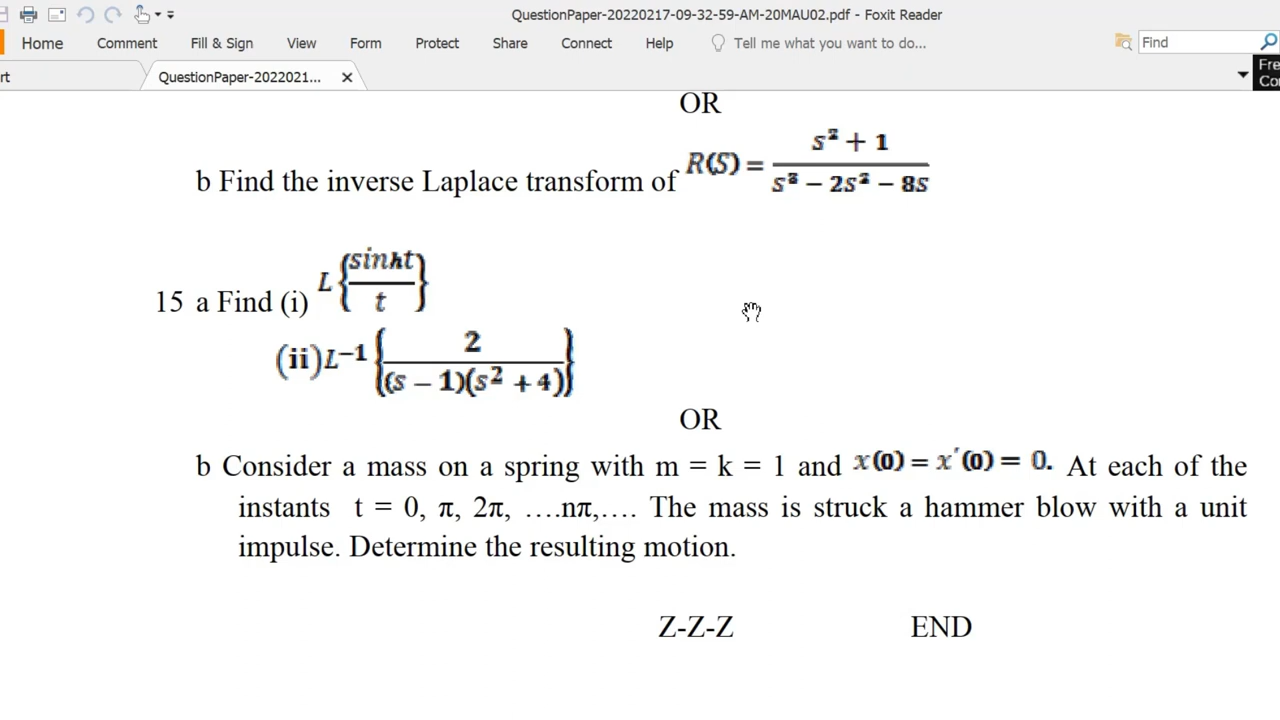 QuestionPaper-20220217-09-32-59-AM-20MAU02.pdf - Foxit Reader
Home Comment Fill & Sign View Form Protect Share Connect Help Tell me what you want to do... Find
rt QuestionPaper-2022021... × Fre
Con
OR
b Find the inverse Laplace transform of R(S) = (s² + 1)/(s³ − 2s² − 8s)
15 a Find (i) L{sinht/t}
(ii)L⁻¹{2/((s − 1)(s² + 4))}
OR
b Consider a mass on a spring with m = k = 1 and x(0) = x′(0) = 0. At each of the
instants t = 0, π, 2π, ….nπ,…. The mass is struck a hammer blow with a unit
impulse. Determine the resulting motion.
Z-Z-Z END